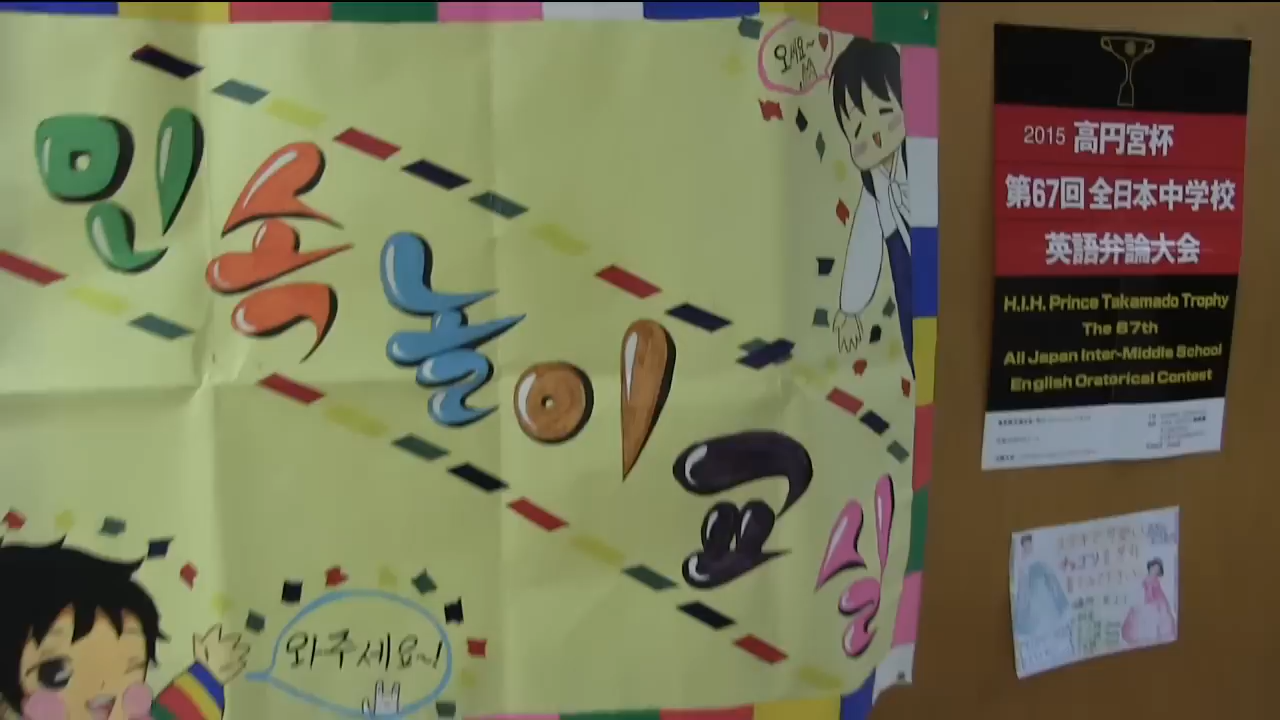 민속놀이교실
오세요~
와주세요~!
2015 高円宮杯
第67回 全日本中学校
英語弁論大会
H.I.H. Prince Takamado Trophy
The 67th
All Japan Inter-Middle School
English Oratorical Contest